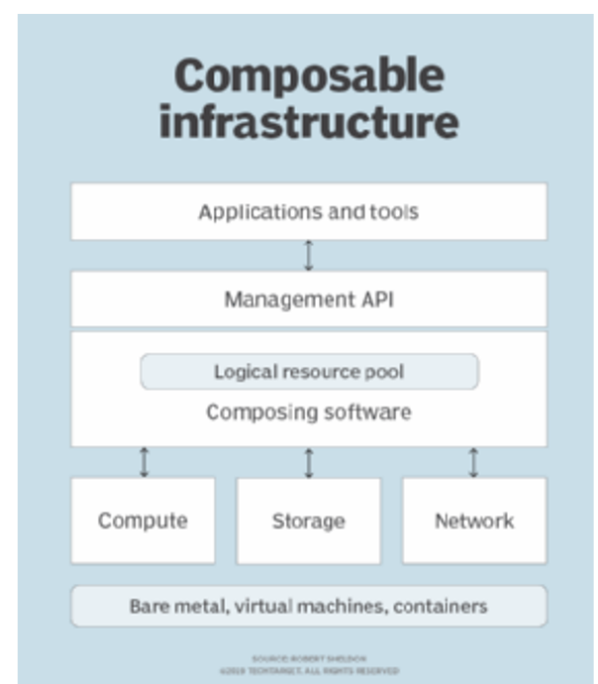 Composable
infrastructure
Applications and tools
Management API
Logical resource pool
Composing software
Compute
Storage
Network
Bare metal, virtual machines, containers
SOURCE: ROBERT SHELDON
©2019 TECHTARGET, ALL RIGHTS RESERVED